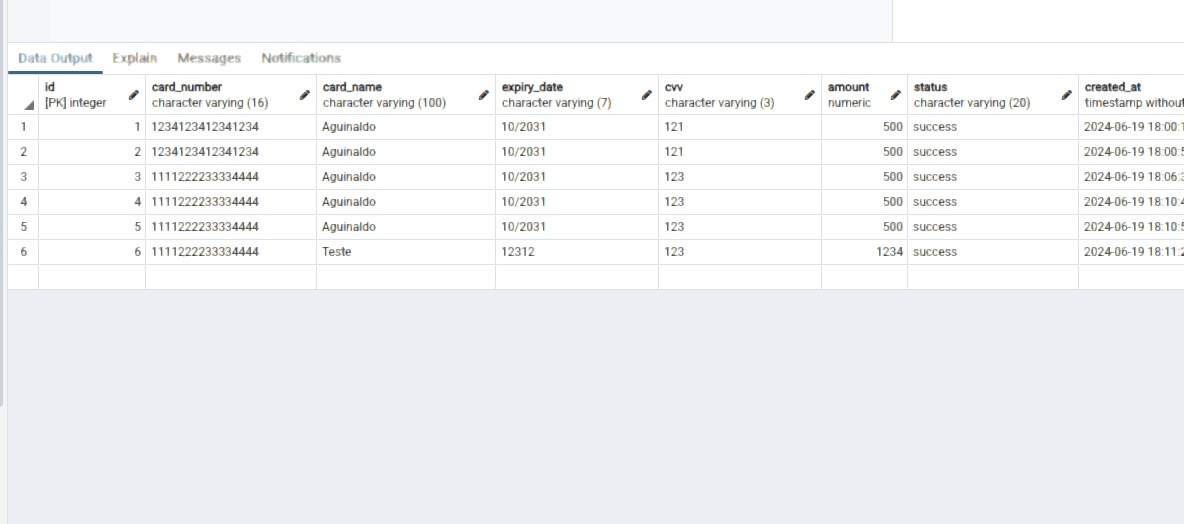 Data Output Explain Messages Notifications
id card_number card_name expiry_date cvv amount status created_at
[PK] integer character varying (16) character varying (100) character varying (7) character varying (3) numeric character varying (20) timestamp without
1 1 1234123412341234 Aguinaldo 10/2031 121 500 success 2024-06-19 18:00:1
2 2 1234123412341234 Aguinaldo 10/2031 121 500 success 2024-06-19 18:00:5
3 3 1111222233334444 Aguinaldo 10/2031 123 500 success 2024-06-19 18:06:3
4 4 1111222233334444 Aguinaldo 10/2031 123 500 success 2024-06-19 18:10:4
5 5 1111222233334444 Aguinaldo 10/2031 123 500 success 2024-06-19 18:10:5
6 6 1111222233334444 Teste 12312 123 1234 success 2024-06-19 18:11:2